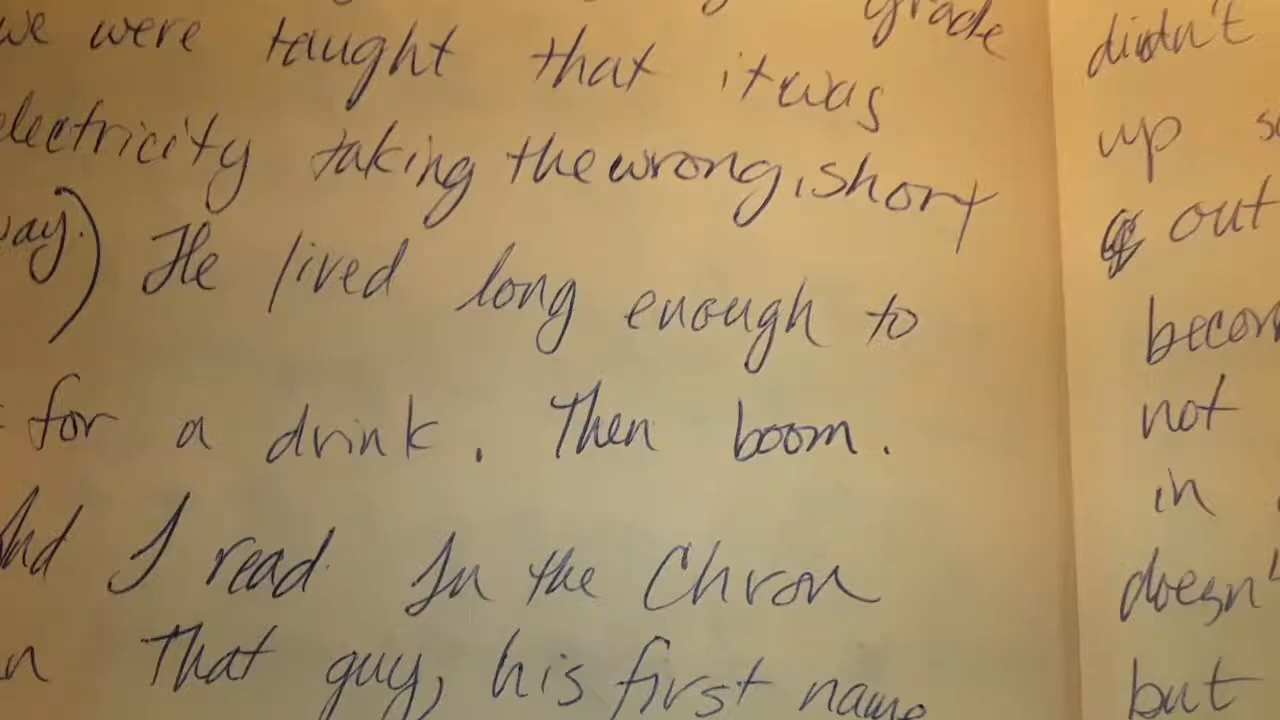 grade
we were taught that it was
electricity taking the wrong, short
way.) He lived long enough to
for a drink. Then boom.
And I read In the Chron
That guy, his first name
didn't
up
out
becom
not
in
doesn'
but